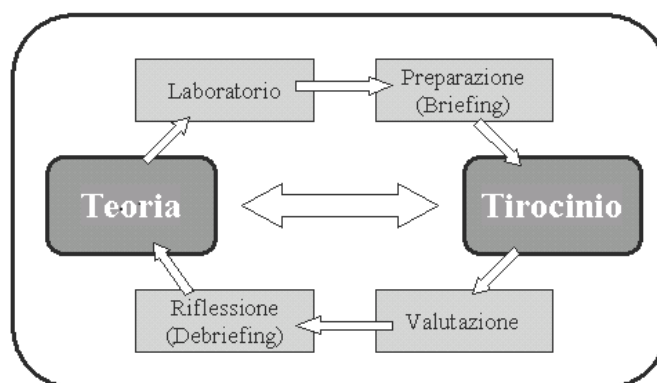 Laboratorio
Preparazione
(Briefing)
Teoria
Tirocinio
Riflessione
(Debriefing)
Valutazione